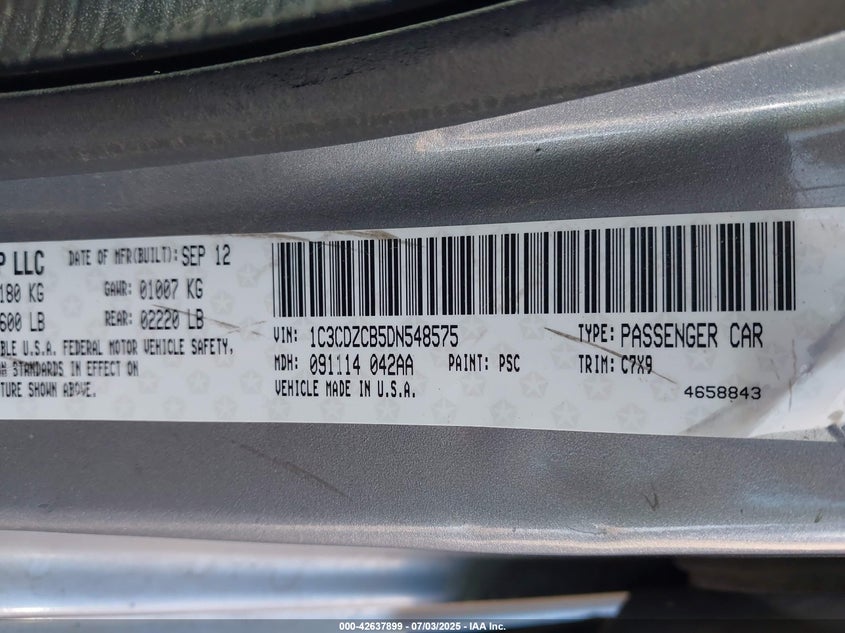 P LLC DATE OF MFR(BUILT): SEP 12
180 KG GAWR: 01007 KG
600 LB REAR: 02220 LB
BLE U.S.A. FEDERAL MOTOR VEHICLE SAFETY,
STANDARDS IN EFFECT ON
TURE SHOWN ABOVE.
VIN: 1C3CDZCB5DN548575 TYPE: PASSENGER CAR
MDH: 091114 042AA PAINT: PSC TRIM: C7X9
VEHICLE MADE IN U.S.A. 4658843
000-42637899 - 07/03/2025 - IAA Inc.